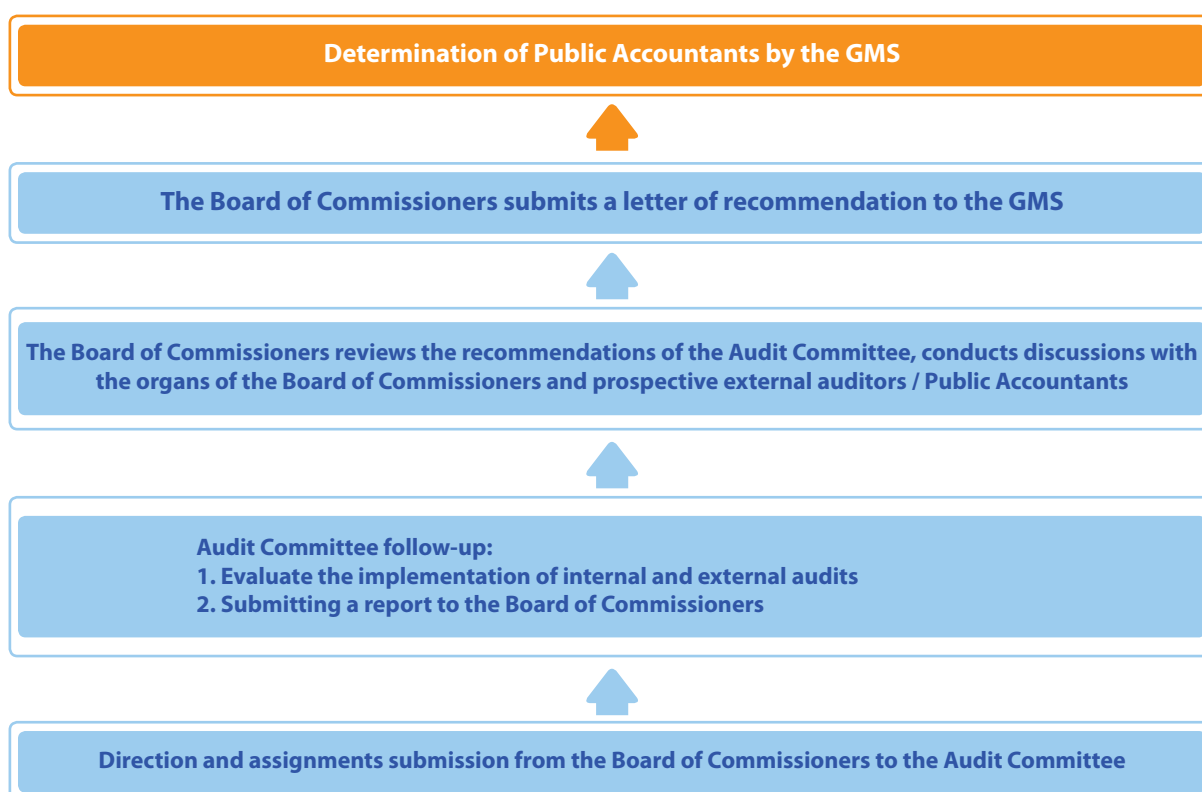 Determination of Public Accountants by the GMS
The Board of Commissioners submits a letter of recommendation to the GMS
The Board of Commissioners reviews the recommendations of the Audit Committee, conducts discussions with
the organs of the Board of Commissioners and prospective external auditors / Public Accountants
Audit Committee follow-up:
1. Evaluate the implementation of internal and external audits
2. Submitting a report to the Board of Commissioners
Direction and assignments submission from the Board of Commissioners to the Audit Committee